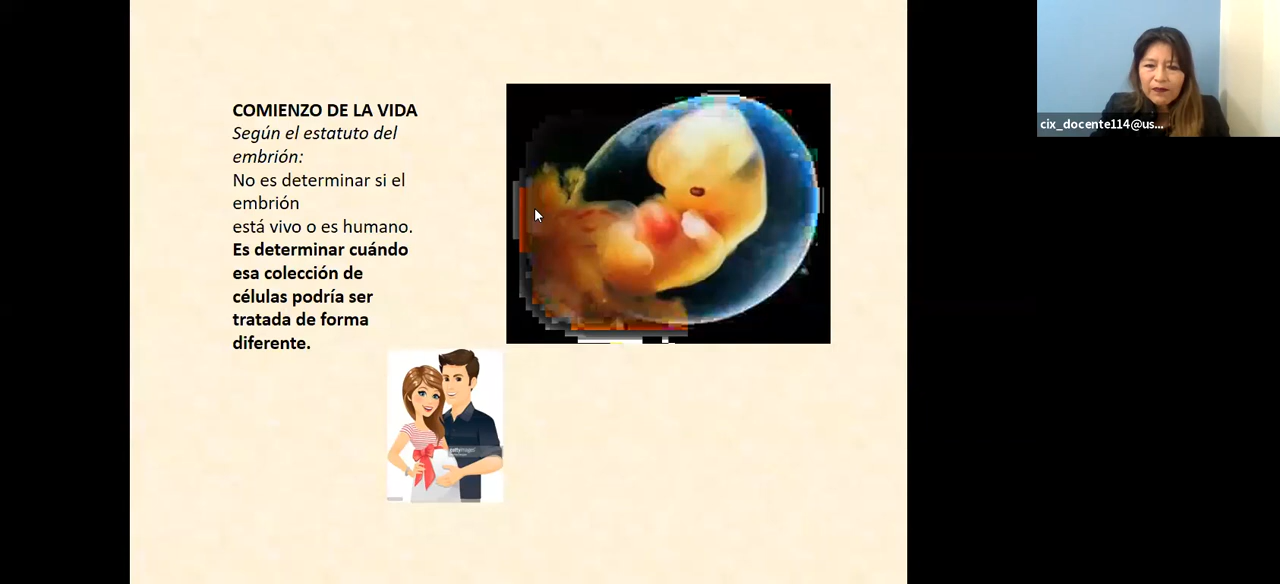 COMIENZO DE LA VIDA
Según el estatuto del
embrión:
No es determinar si el
embrión
está vivo o es humano.
Es determinar cuándo
esa colección de
células podría ser
tratada de forma
diferente.
cix_docente114@us...